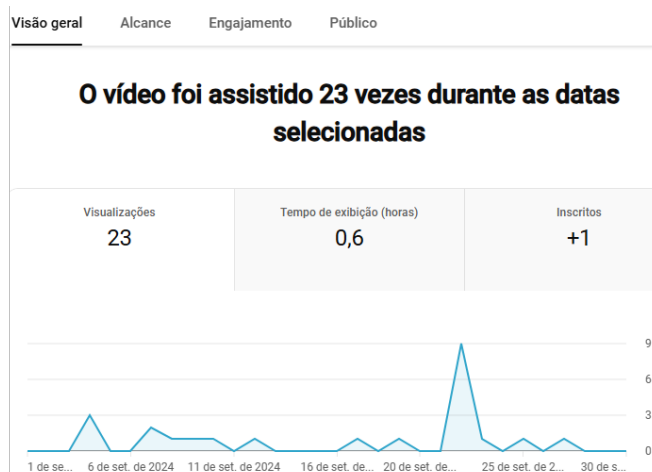 Visão geral Alcance Engajamento Público
O vídeo foi assistido 23 vezes durante as datas
selecionadas
Visualizações Tempo de exibição (horas) Inscritos
23 0,6 +1
9
6
3
0
1 de se... 6 de set. de 2024 11 de set. de 2024 16 de set. de... 20 de set. de... 25 de set. de 2... 30 de s...